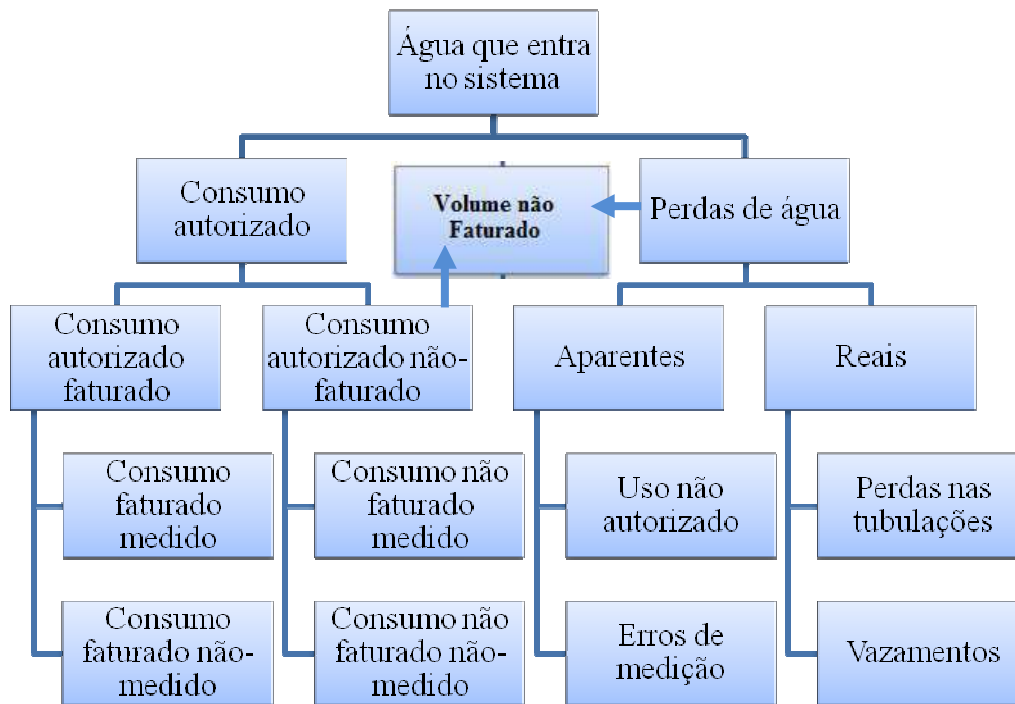 Água que entra
no sistema
Consumo
autorizado
Volume não
Faturado
Perdas de água
Consumo
autorizado
faturado
Consumo
autorizado não-
faturado
Aparentes
Reais
Consumo
faturado
medido
Consumo não
faturado
medido
Uso não
autorizado
Perdas nas
tubulações
Consumo
faturado não-
medido
Consumo não
faturado não-
medido
Erros de
medição
Vazamentos